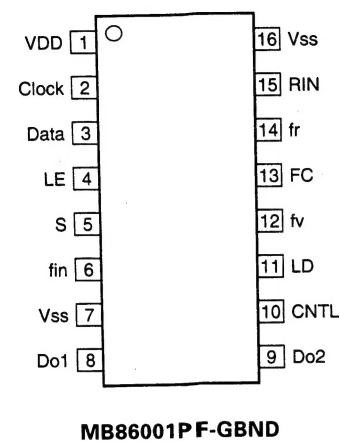 VDD 1 16 Vss
Clock 2 15 RIN
Data 3 14 fr
LE 4 13 FC
S 5 12 fv
fin 6 11 LD
Vss 7 10 CNTL
Do1 8 9 Do2
MB86001PF-GBND